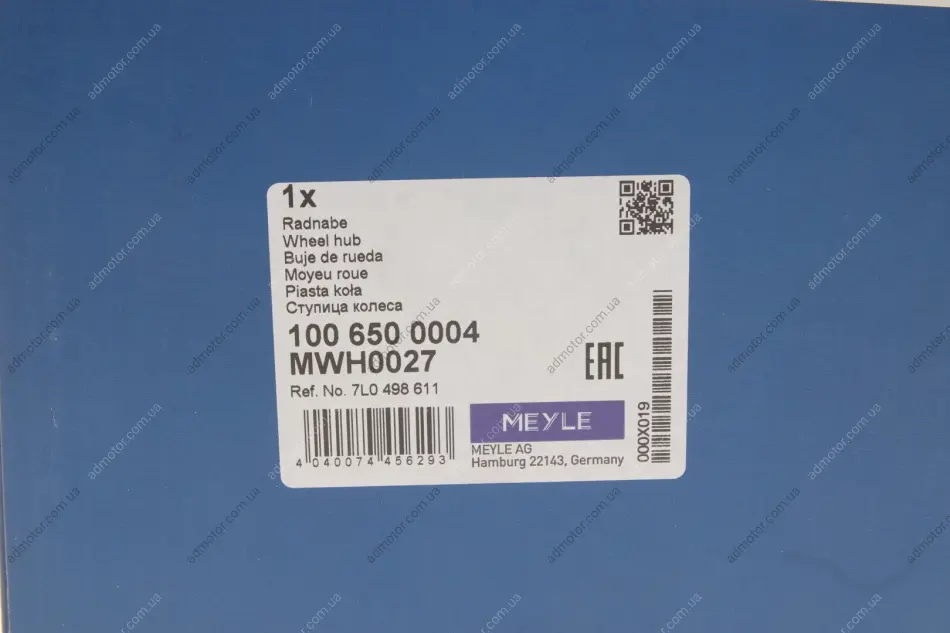 1x
Radnabe
Wheel hub
Buje de rueda
Moyeu roue
Piasta koła
Ступица колеса
100 650 0004
MWH0027
Ref. No. 7L0 498 611
EAC
4 040074 456293
MEYLE
MEYLE AG
Hamburg 22143, Germany
000X019
admotor.com.ua